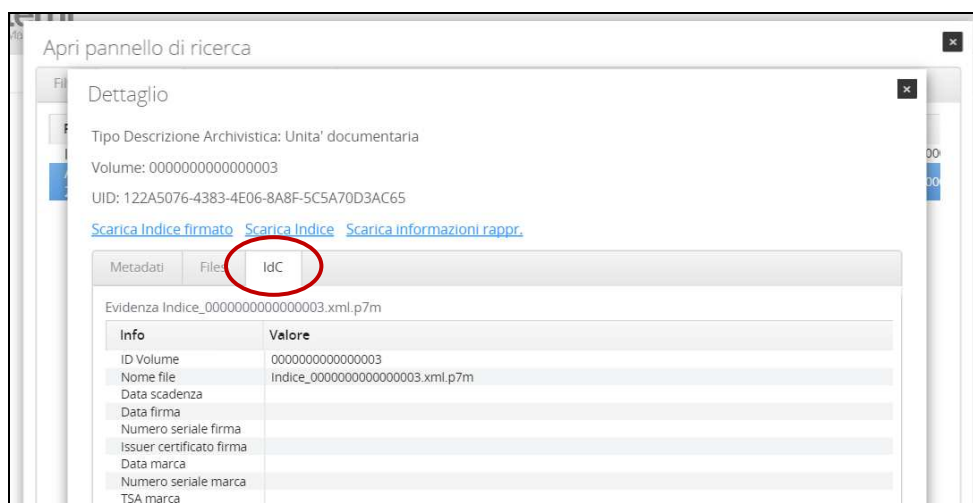 Apri pannello di ricerca
Dettaglio
Tipo Descrizione Archivistica: Unita' documentaria
Volume: 0000000000000003
UID: 122A5076-4383-4E06-8A8F-5C5A70D3AC65
Scarica Indice firmato Scarica Indice Scarica informazioni rappr.
Metadati Files IdC
Evidenza Indice_0000000000000003.xml.p7m
Info Valore
ID Volume 0000000000000003
Nome file Indice_0000000000000003.xml.p7m
Data scadenza
Data firma
Numero seriale firma
Issuer certificato firma
Data marca
Numero seriale marca
TSA marca